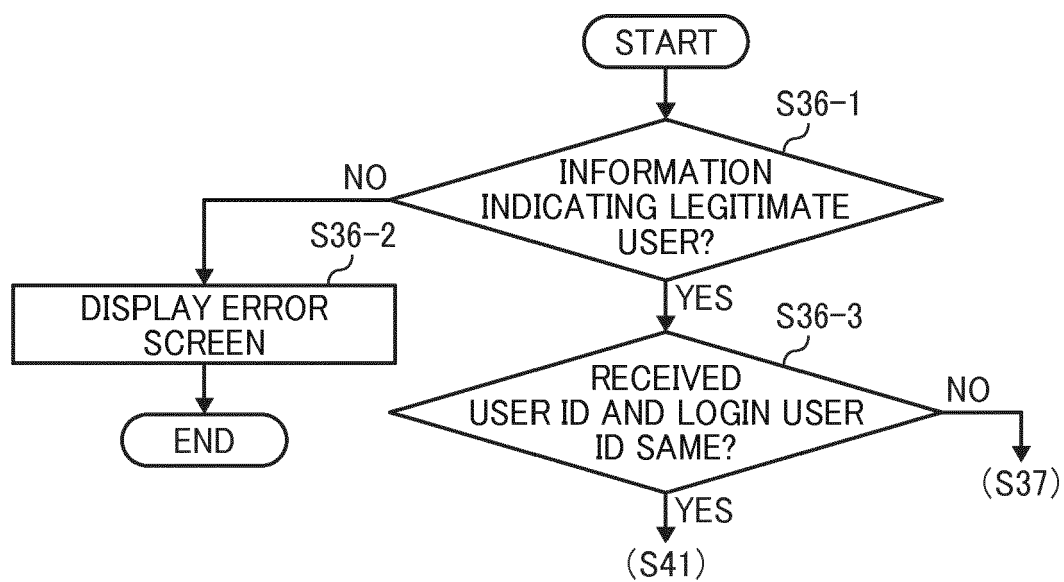 START
S36-1
INFORMATION
INDICATING LEGITIMATE
USER?
NO
S36-2
DISPLAY ERROR
SCREEN
END
YES
S36-3
RECEIVED
USER ID AND LOGIN USER
ID SAME?
NO
(S37)
YES
(S41)